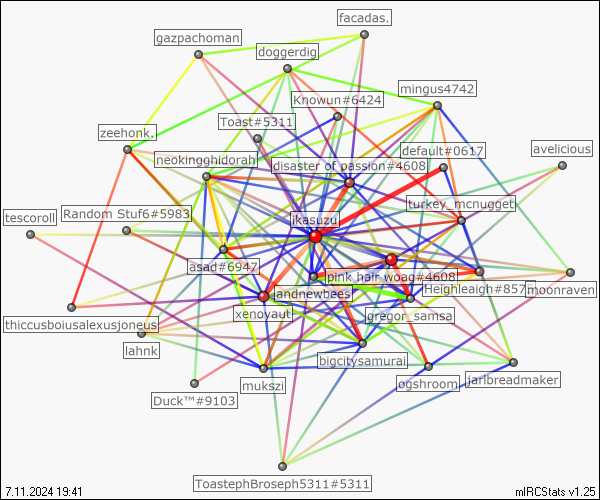 facadas.
gazpachoman
doggerdig
mingus4742
Knowun#6424
Toast#5311
zeehonk.
default#0617
avelicious
neokingghidorah
disaster of passion#4608
turkey_mcnugget
tescoroll
Random Stuf6#5983
jkasuzu
asad#6947
pink hair woag#4608
Heighleaigh#857
moonraven
andnewbees
xenovaut
gregor_samsa
thiccusboiusalexusjoneus
lahnk
bigcitysamurai
mukszi
ogshroom
jarlbreadmaker
Duck™#9103
ToastephBroseph5311#5311
7.11.2024 19:41
mIRCStats v1.25